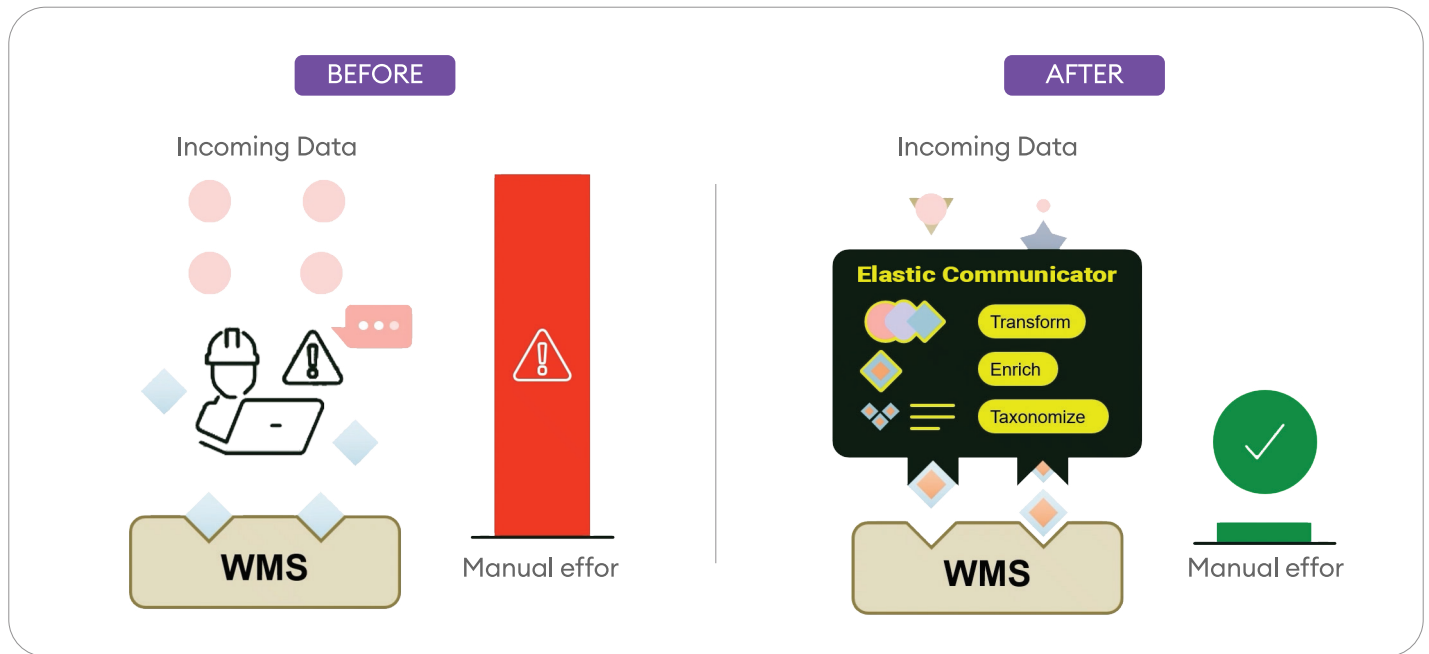 BEFORE
Incoming Data
WMS
Manual effor
AFTER
Incoming Data
Elastic Communicator
Transform
Enrich
Taxonomize
WMS
Manual effor